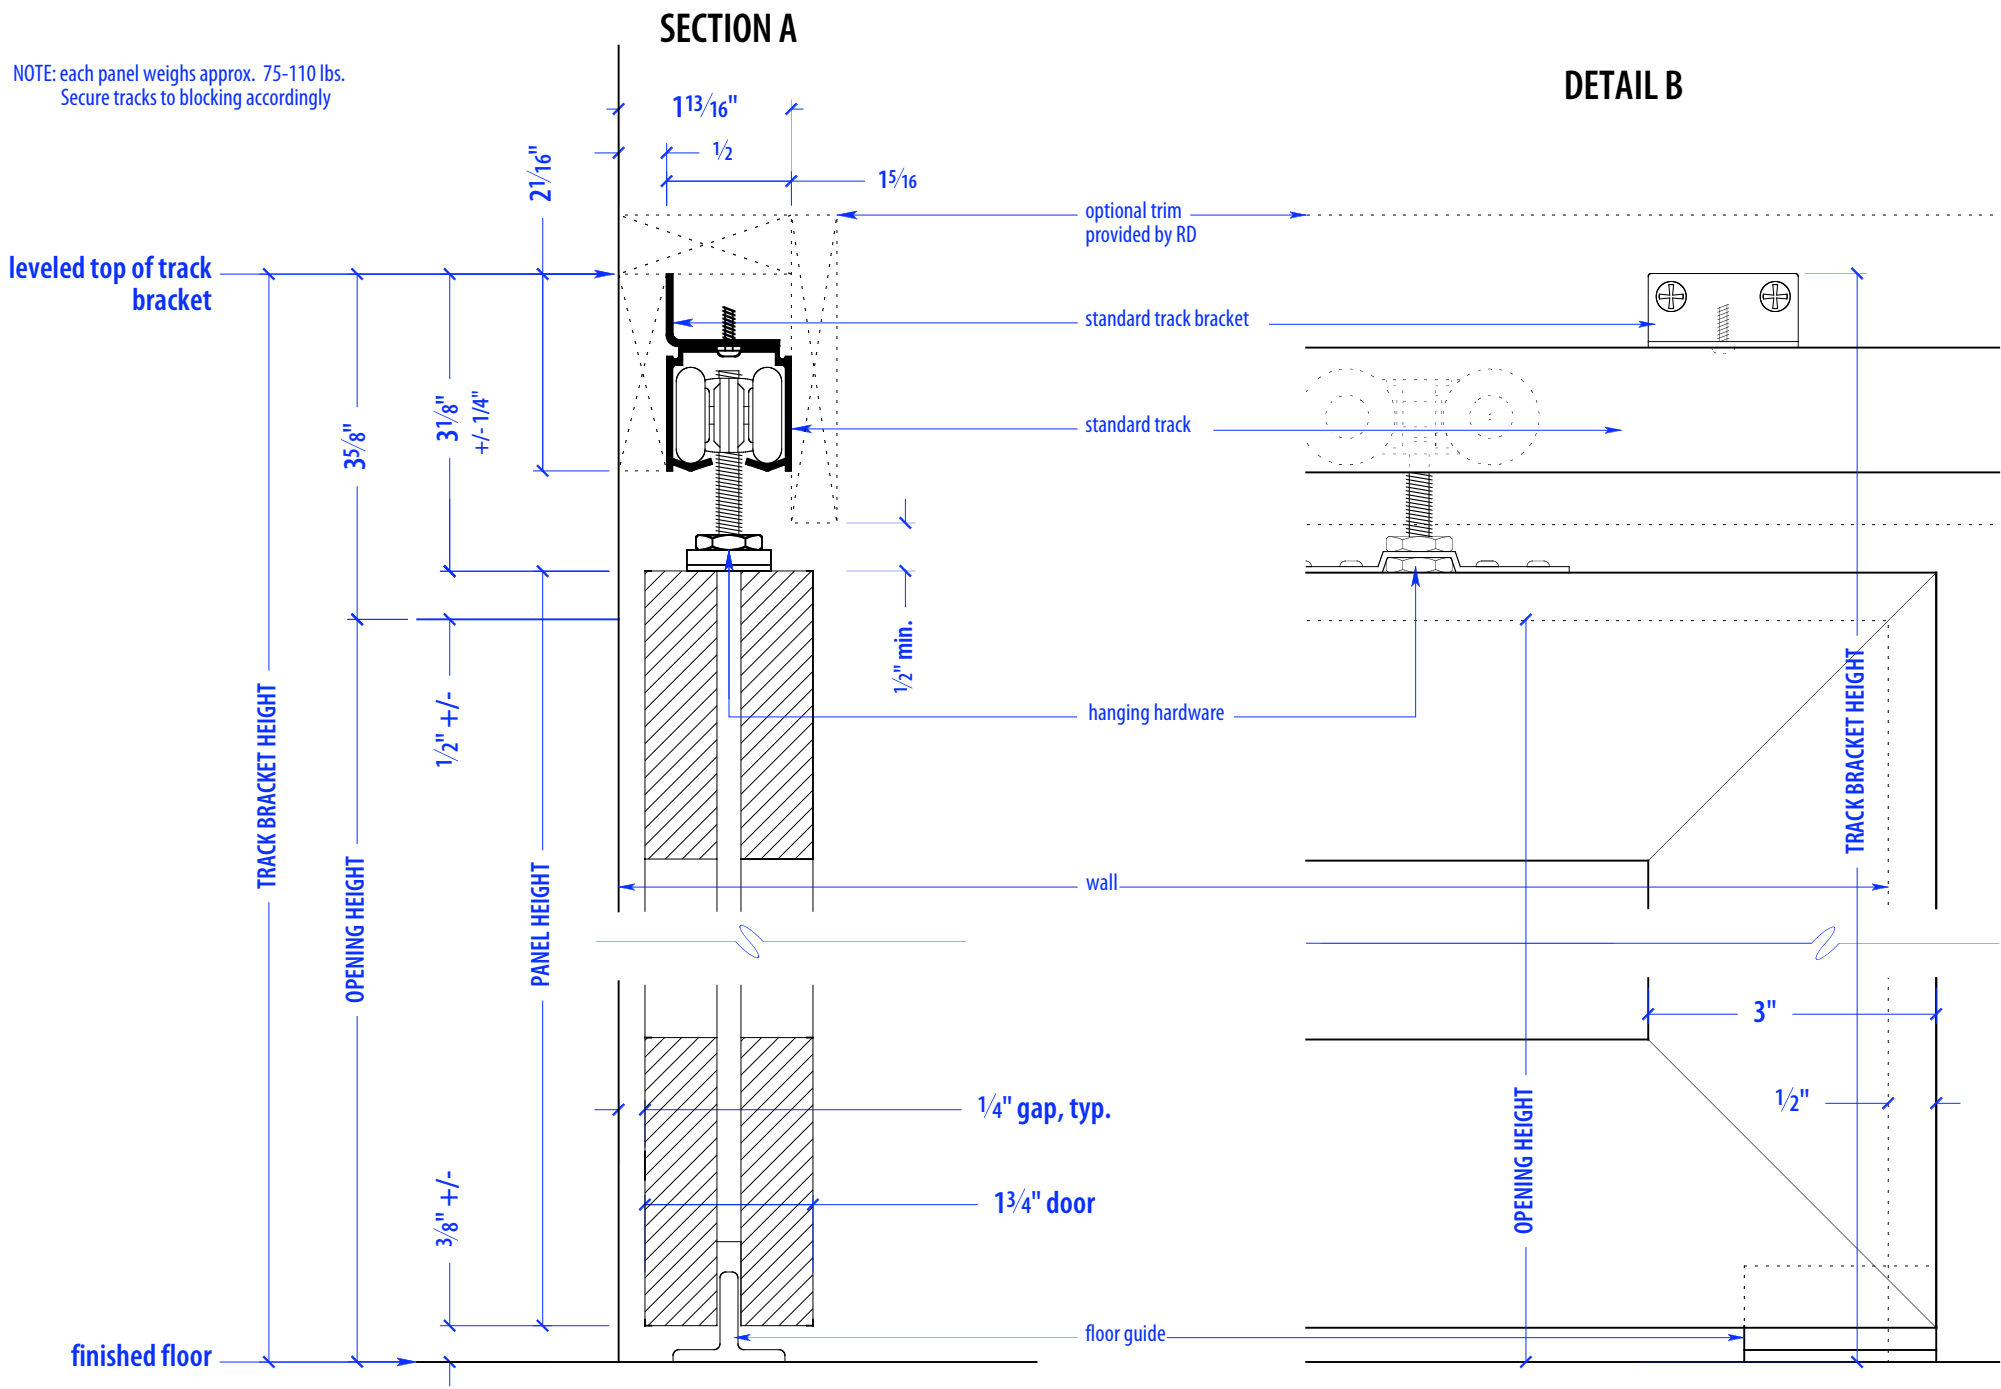 SECTION A
DETAIL B
NOTE: each panel weighs approx. 75-110 lbs.
Secure tracks to blocking accordingly
1 13/16"
1/2
1 5/16
2 1/16"
optional trim
provided by RD
leveled top of track
bracket
standard track bracket
3 5/8"
3 1/8"
+/- 1/4"
standard track
1/2" min.
TRACK BRACKET HEIGHT
1/2" +/-
hanging hardware
TRACK BRACKET HEIGHT
OPENING HEIGHT
PANEL HEIGHT
wall
3"
1/4" gap, typ.
1/2"
OPENING HEIGHT
3/8" +/-
1 3/4" door
floor guide
finished floor